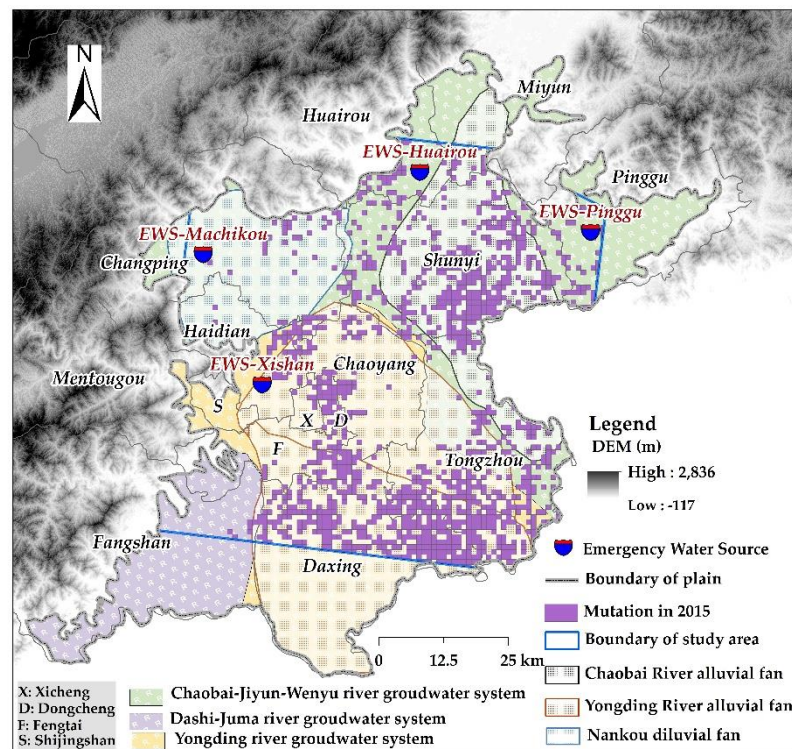 N
Miyun
Huairou
EWS-Huairou
Pinggu
EWS-Pinggu
EWS-Machikou
Changping
Shunyi
Haidian
EWS-Xishan
Chaoyang
Mentougou
S
X
D
F
Tongzhou
Fangshan
Daxing
Legend
DEM (m)
High : 2,836
Low : -117
Emergency Water Source
Boundary of plain
Mutation in 2015
Boundary of study area
Chaobai River alluvial fan
Yongding River alluvial fan
Nankou diluvial fan
0 12.5 25 km
X: Xicheng
D: Dongcheng
F: Fengtai
S: Shijingshan
Chaobai-Jiyun-Wenyu river groudwater system
Dashi-Juma river groundwater system
Yongding river groundwater system